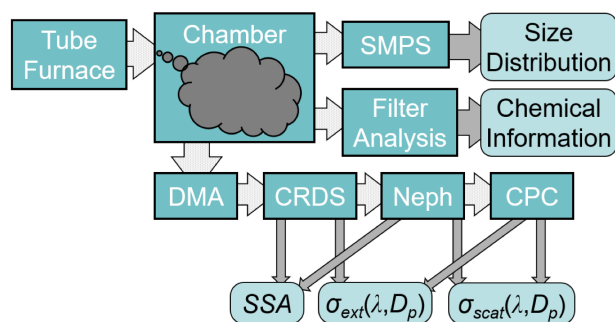 Tube
Furnace
Chamber
SMPS
Size
Distribution
Filter
Analysis
Chemical
Information
DMA
CRDS
Neph
CPC
SSA
σext(λ,Dp)
σscat(λ,Dp)